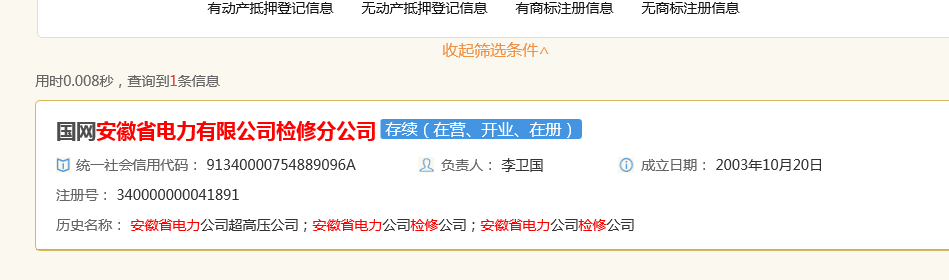 有动产抵押登记信息 无动产抵押登记信息 有商标注册信息 无商标注册信息
收起筛选条件^
用时0.008秒，查询到1条信息
国网安徽省电力有限公司检修分公司 存续（在营、开业、在册）
统一社会信用代码： 91340000754889096A 负责人： 李卫国 成立日期： 2003年10月20日
注册号： 340000000041891
历史名称： 安徽省电力公司超高压公司；安徽省电力公司检修公司；安徽省电力公司检修公司